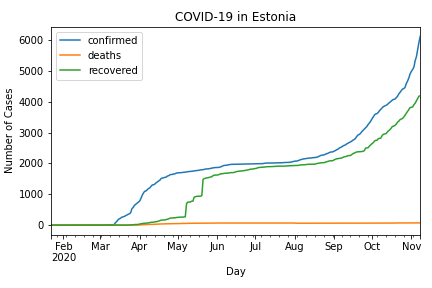 COVID-19 in Estonia
confirmed
deaths
recovered
Number of Cases
6000
5000
4000
3000
2000
1000
0
Feb Mar Apr May Jun Jul Aug Sep Oct Nov
2020
Day